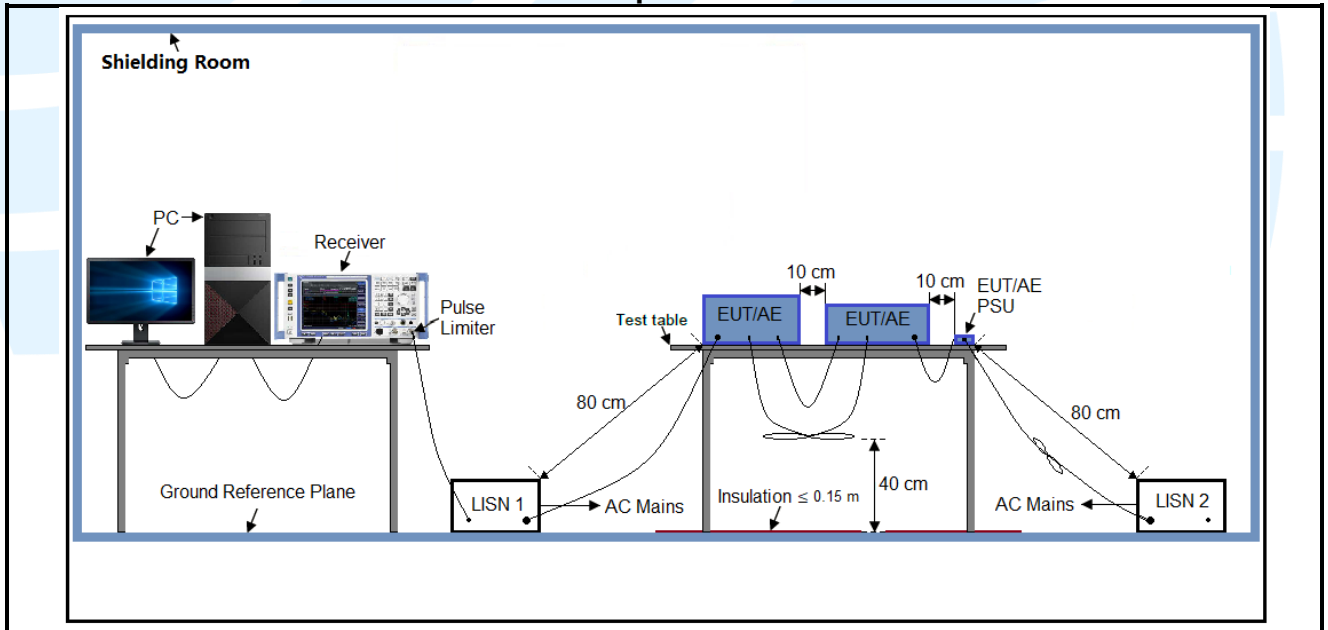 Shielding Room
PC
Receiver
Pulse
Limiter
10 cm
10 cm
EUT/AE
PSU
Test table
EUT/AE
EUT/AE
80 cm
80 cm
Ground Reference Plane
LISN 1
AC Mains
Insulation ≤ 0.15 m
40 cm
AC Mains
LISN 2